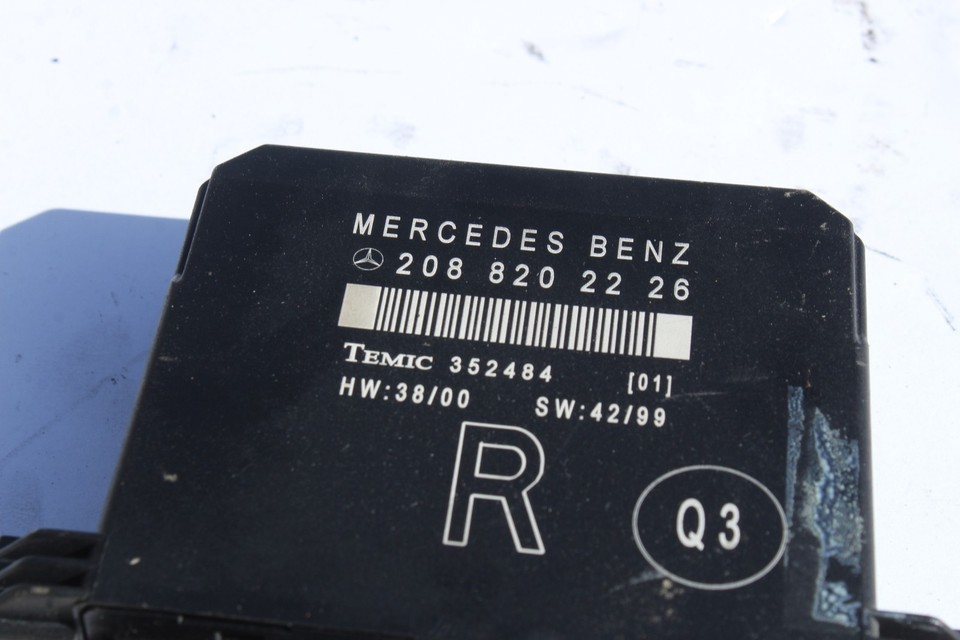 MERCEDES BENZ
208 820 22 26
TEMIC 352484 [01]
HW:38/00 SW:42/99
R
Q3